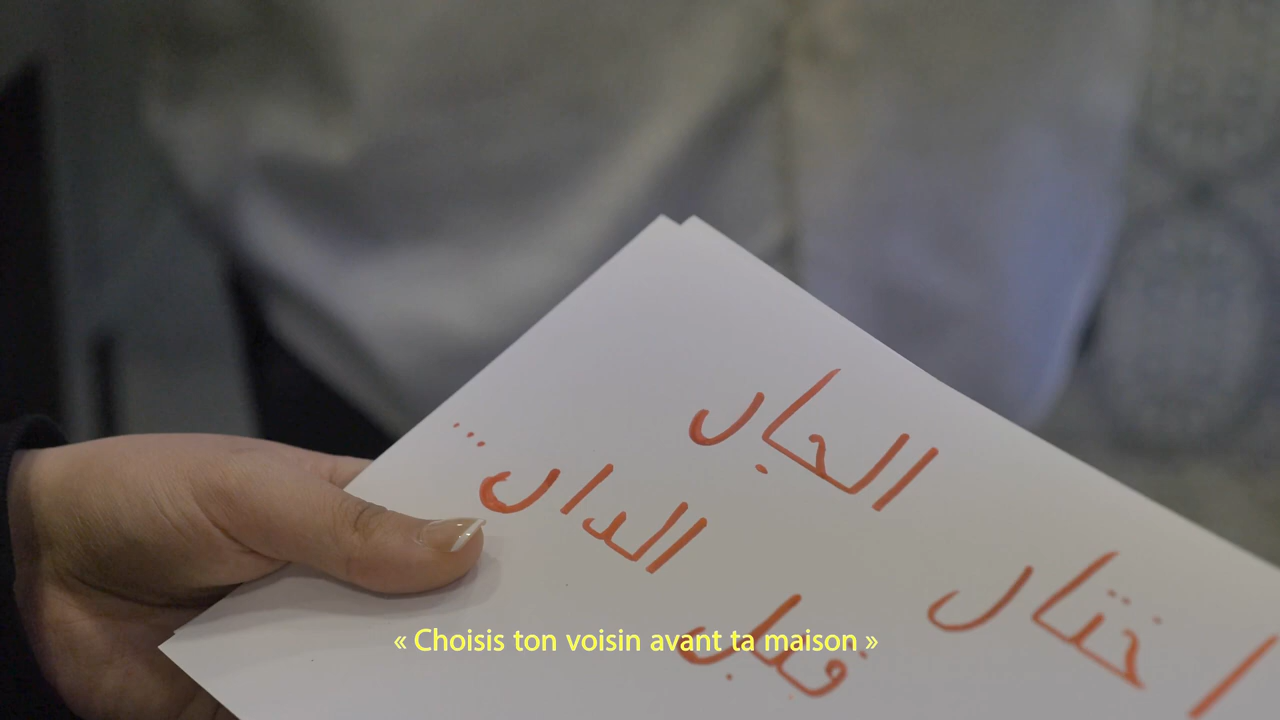 اختار الجار
قبل الدار...
« Choisis ton voisin avant ta maison »